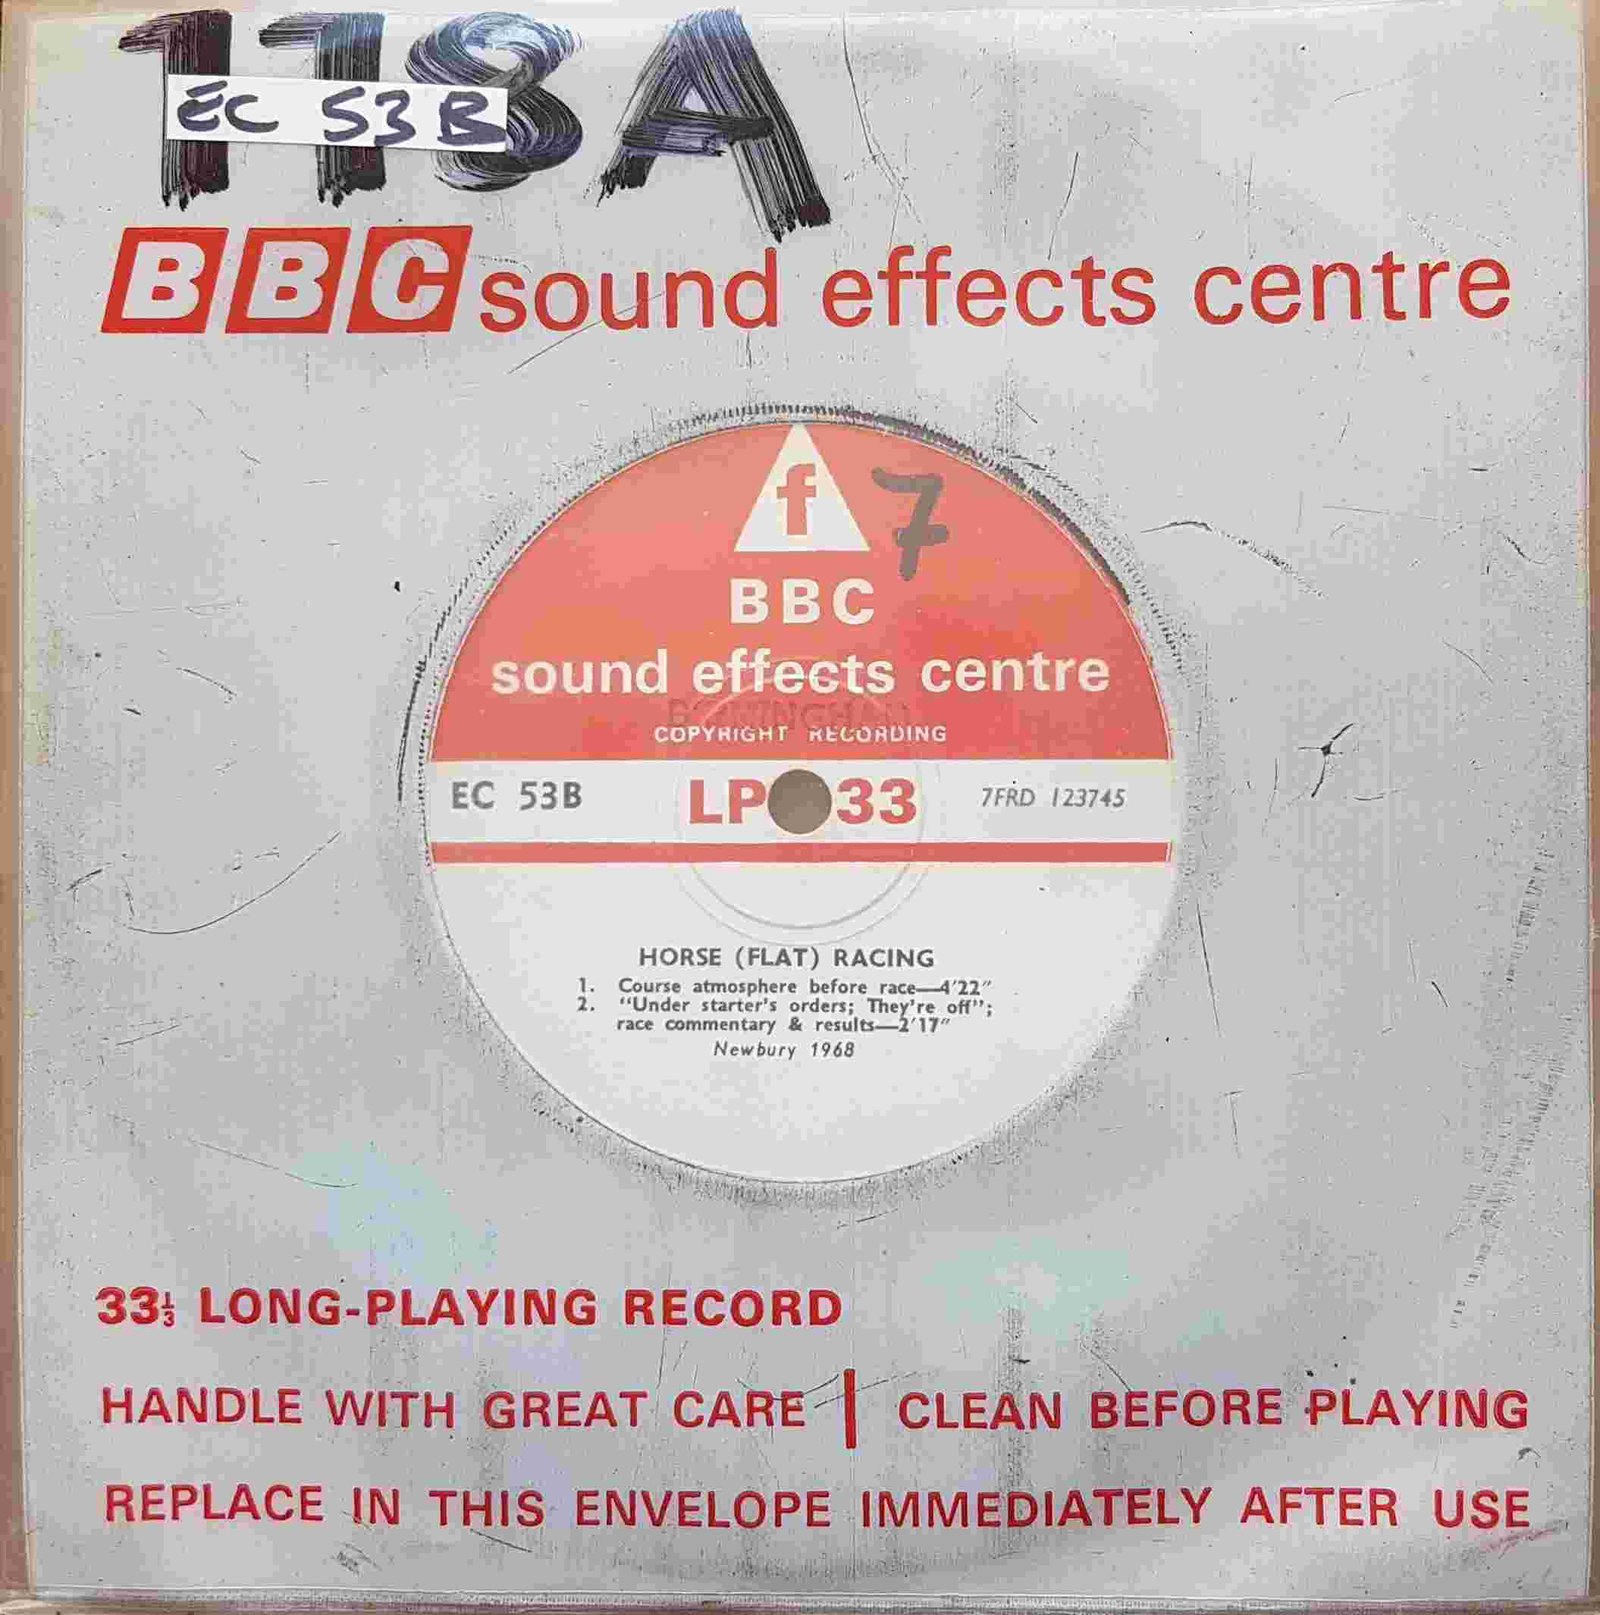 118A
EC 53 B
BBC sound effects centre
f 7
BBC
sound effects centre
COPYRIGHT RECORDING
EC 53B LP 33 7FRD 123745
HORSE (FLAT) RACING
1. Course atmosphere before race—4'22"
2. "Under starter's orders; They're off";
race commentary & results—2'17"
Newbury 1968
33⅓ LONG-PLAYING RECORD
HANDLE WITH GREAT CARE | CLEAN BEFORE PLAYING
REPLACE IN THIS ENVELOPE IMMEDIATELY AFTER USE